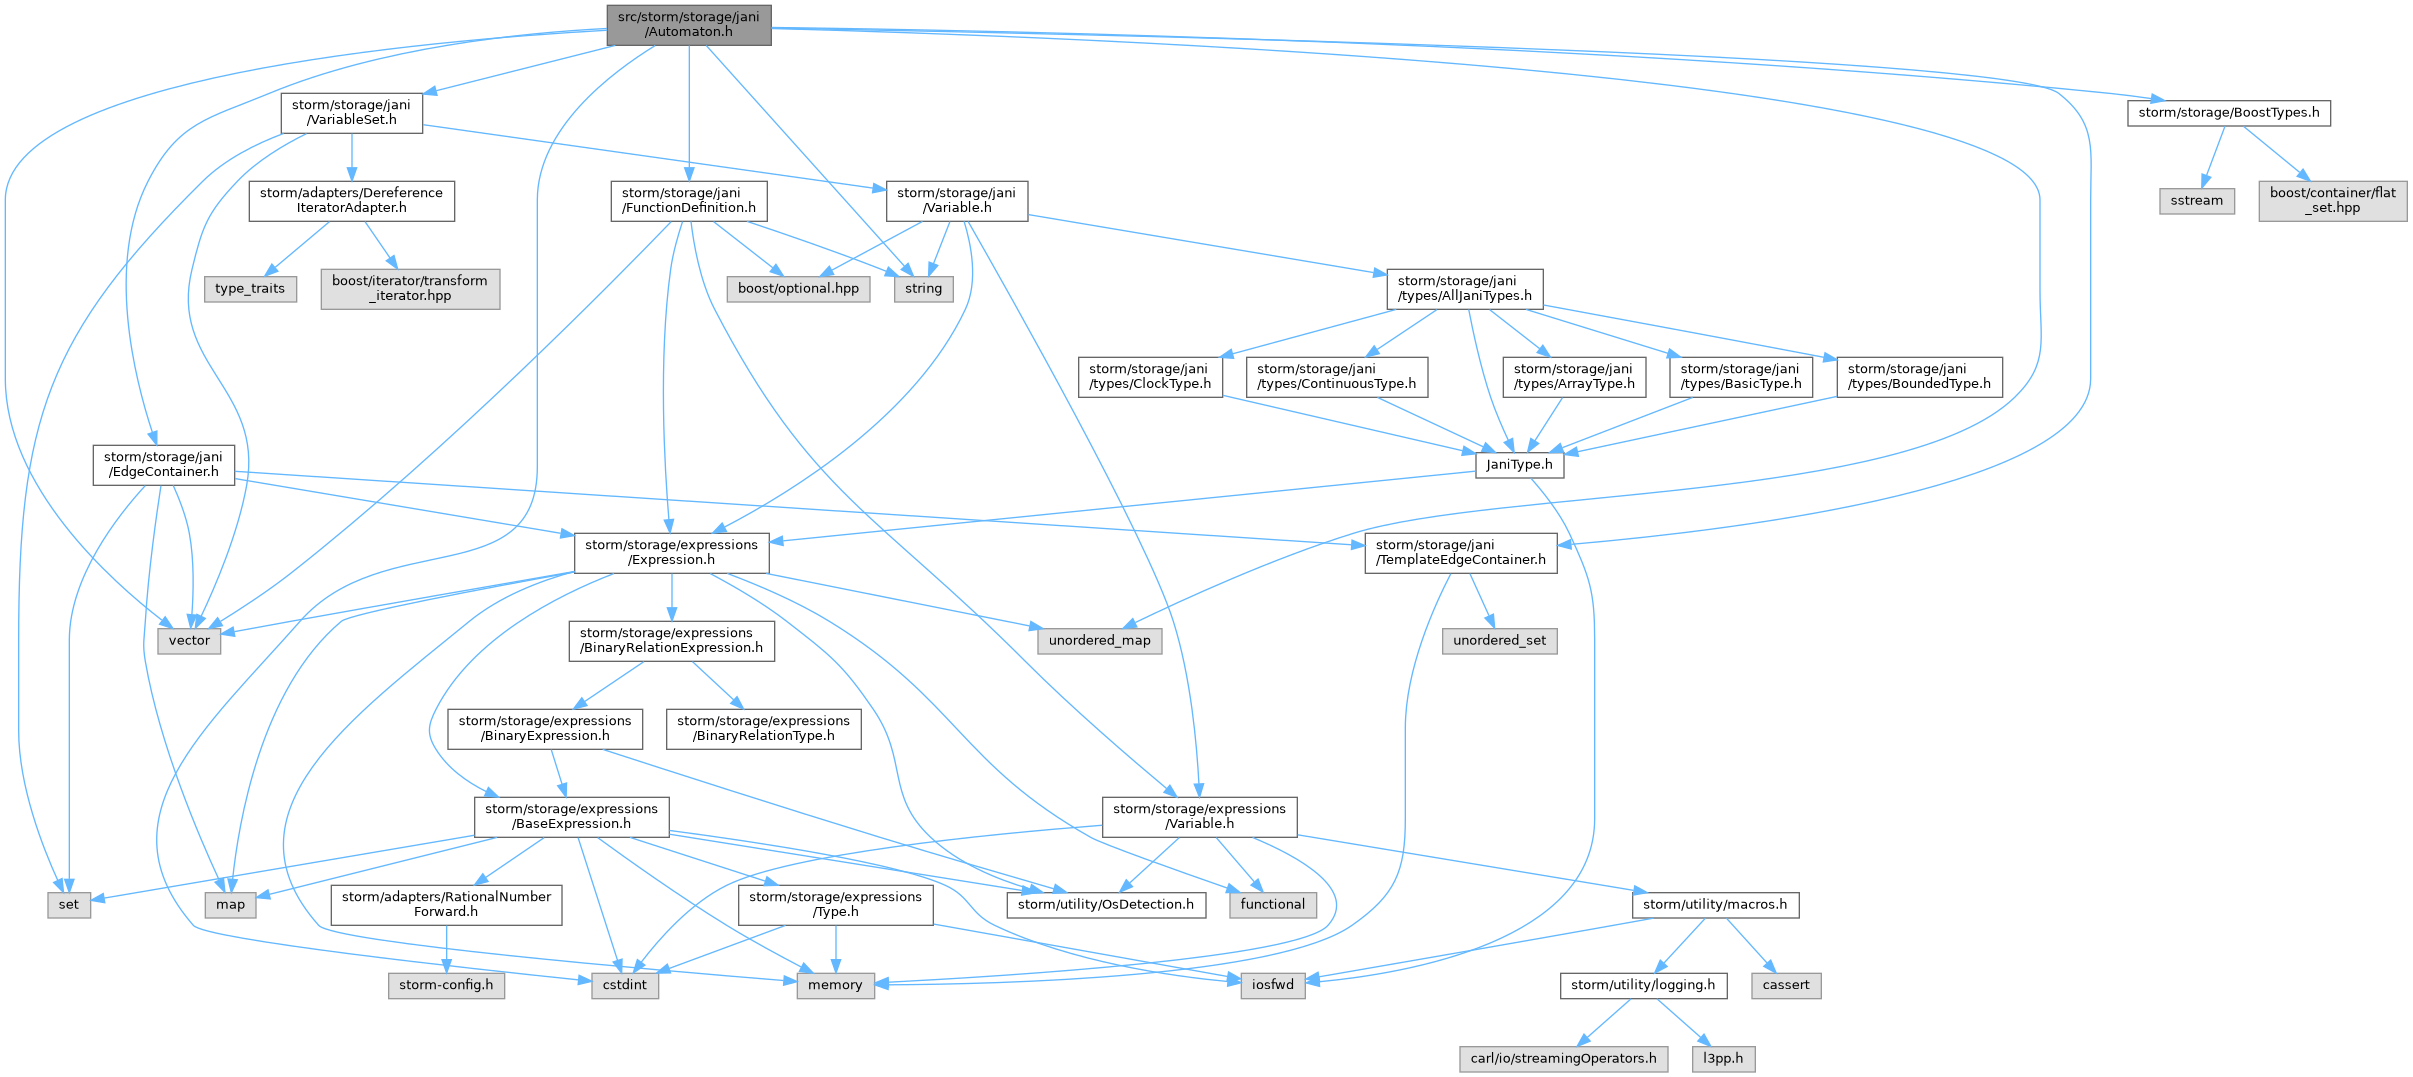 src/storm/storage/jani
/Automaton.h
storm/storage/jani
/VariableSet.h
storm/storage/BoostTypes.h
storm/adapters/Dereference
IteratorAdapter.h
storm/storage/jani
/FunctionDefinition.h
storm/storage/jani
/Variable.h
sstream
boost/container/flat
_set.hpp
type_traits
boost/iterator/transform
_iterator.hpp
boost/optional.hpp
string
storm/storage/jani
/types/AllJaniTypes.h
storm/storage/jani
/types/ClockType.h
storm/storage/jani
/types/ContinuousType.h
storm/storage/jani
/types/ArrayType.h
storm/storage/jani
/types/BasicType.h
storm/storage/jani
/types/BoundedType.h
storm/storage/jani
/EdgeContainer.h
JaniType.h
storm/storage/expressions
/Expression.h
storm/storage/jani
/TemplateEdgeContainer.h
vector
storm/storage/expressions
/BinaryRelationExpression.h
unordered_map
unordered_set
storm/storage/expressions
/BinaryExpression.h
storm/storage/expressions
/BinaryRelationType.h
storm/storage/expressions
/BaseExpression.h
storm/storage/expressions
/Variable.h
set
map
storm/adapters/RationalNumber
Forward.h
storm/storage/expressions
/Type.h
storm/utility/OsDetection.h
functional
storm/utility/macros.h
storm-config.h
cstdint
memory
iosfwd
storm/utility/logging.h
cassert
carl/io/streamingOperators.h
l3pp.h